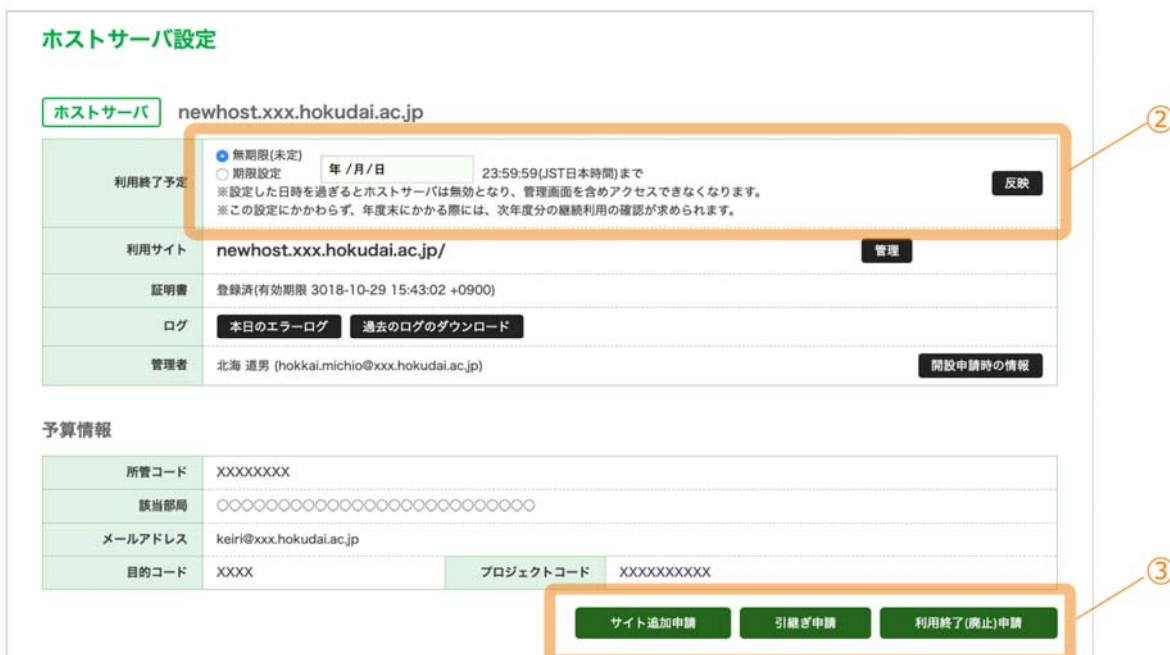 ホストサーバ設定
ホストサーバ newhost.xxx.hokudai.ac.jp
②
利用終了予定
無期限(未定)
期限設定 年 /月/日 23:59:59(JST日本時間)まで
※設定した日時を過ぎるとホストサーバは無効となり、管理画面を含めアクセスできなくなります。
※この設定にかかわらず、年度末にかかる際には、次年度分の継続利用の確認が求められます。
反映
利用サイト newhost.xxx.hokudai.ac.jp/ 管理
証明書 登録済(有効期限 3018-10-29 15:43:02 +0900)
ログ 本日のエラーログ 過去のログのダウンロード
管理者 北海 道男 (hokkai.michio@xxx.hokudai.ac.jp) 開設申請時の情報
予算情報
所管コード XXXXXXXX
該当部局 ○○○○○○○○○○○○○○○○○○○○○○○○○○
メールアドレス keiri@xxx.hokudai.ac.jp
目的コード XXXX プロジェクトコード XXXXXXXXXX
③
サイト追加申請 引継ぎ申請 利用終了(廃止)申請